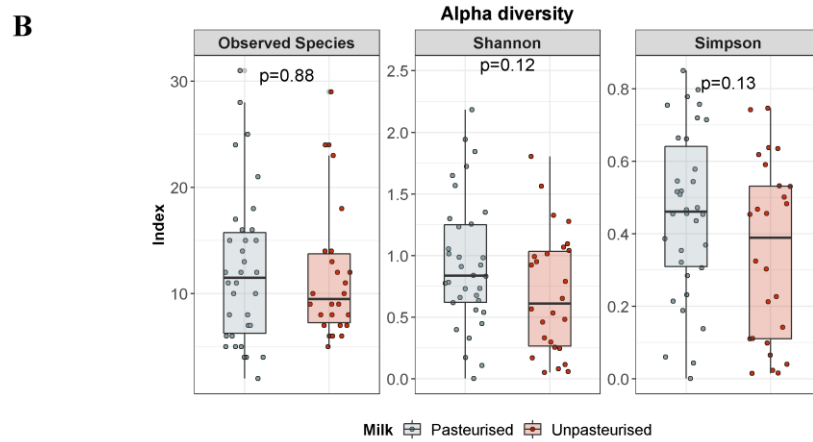 B
Alpha diversity
Observed Species
Shannon
Simpson
p=0.88
p=0.12
p=0.13
Index
30
20
10
2.5
2.0
1.5
1.0
0.5
0.0
0.8
0.6
0.4
0.2
0.0
Milk Pasteurised Unpasteurised